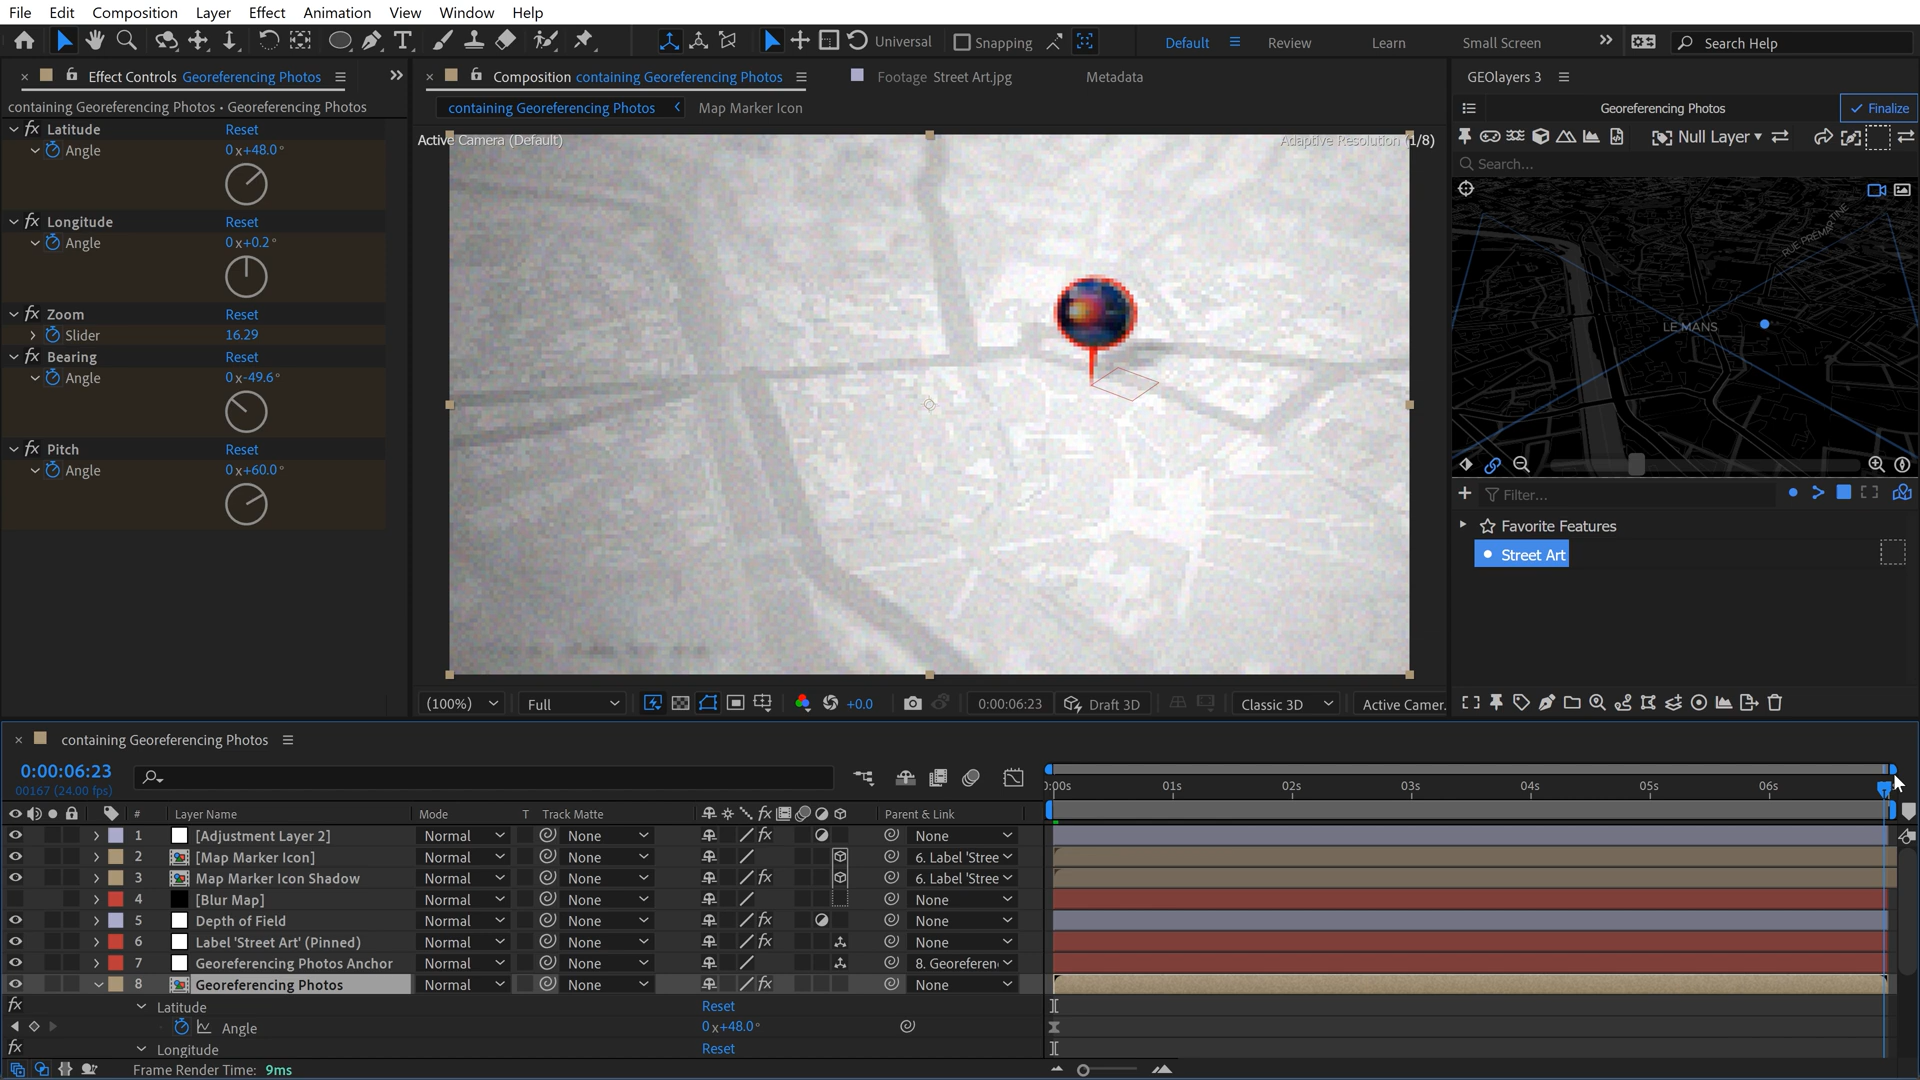 File Edit Composition Layer Effect Animation View Window Help
Universal Snapping Default Review Learn Small Screen Search Help
Effect Controls Georeferencing Photos
Composition containing Georeferencing Photos
Footage Street Art.jpg
Metadata
GEOlayers 3
containing Georeferencing Photos • Georeferencing Photos
containing Georeferencing Photos Map Marker Icon
Georeferencing Photos Finalize
Latitude Reset
Angle 0x+48.0°
Longitude Reset
Angle 0x+0.2°
Zoom Reset
Slider 16.29
Bearing Reset
Angle 0x-49.6°
Pitch Reset
Angle 0x+60.0°
Active Camera (Default)
Adaptive Resolution (1/8)
Null Layer
Search...
RUE PREMARTINE
LE MANS
Filter...
Favorite Features
Street Art
(100%) Full +0.0 0:00:06:23 Draft 3D Classic 3D Active Camer.
containing Georeferencing Photos
0:00:06:23
00167 (24.00 fps)
0:00s 01s 02s 03s 04s 05s 06s
# Layer Name Mode T Track Matte fx Parent & Link
1 [Adjustment Layer 2] Normal None fx None
2 [Map Marker Icon] Normal None 6. Label 'Stree
3 Map Marker Icon Shadow Normal None fx 6. Label 'Stree
4 [Blur Map] Normal None None
5 Depth of Field Normal None fx None
6 Label 'Street Art' (Pinned) Normal None fx None
7 Georeferencing Photos Anchor Normal None 8. Georeferen
8 Georeferencing Photos Normal None fx None
fx Latitude Reset
Angle 0x+48.0°
fx Longitude Reset
Frame Render Time: 9ms